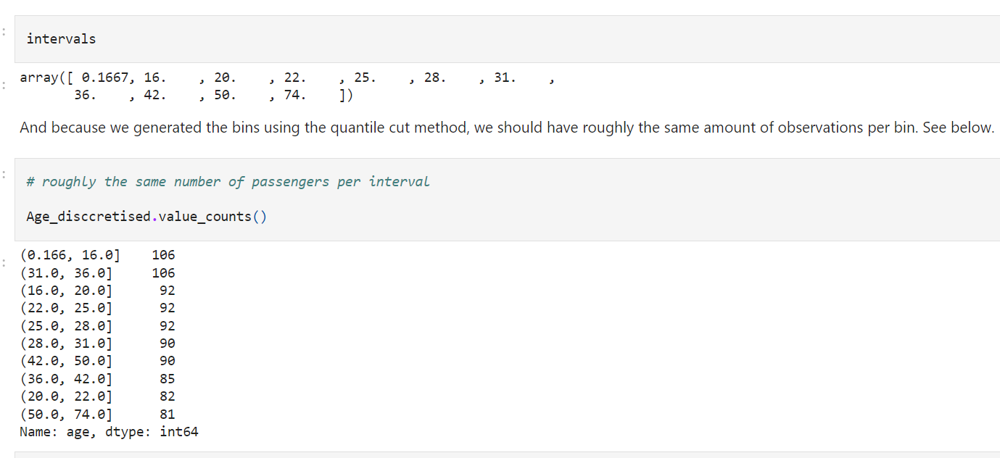 intervals
array([ 0.1667, 16.    , 20.    , 22.    , 25.    , 28.    , 31.    ,
       36.    , 42.    , 50.    , 74.    ])
And because we generated the bins using the quantile cut method, we should have roughly the same amount of observations per bin. See below.
# roughly the same number of passengers per interval
Age_disccretised.value_counts()
(0.166, 16.0]    106
(31.0, 36.0]     106
(16.0, 20.0]      92
(22.0, 25.0]      92
(25.0, 28.0]      92
(28.0, 31.0]      90
(42.0, 50.0]      90
(36.0, 42.0]      85
(20.0, 22.0]      82
(50.0, 74.0]      81
Name: age, dtype: int64